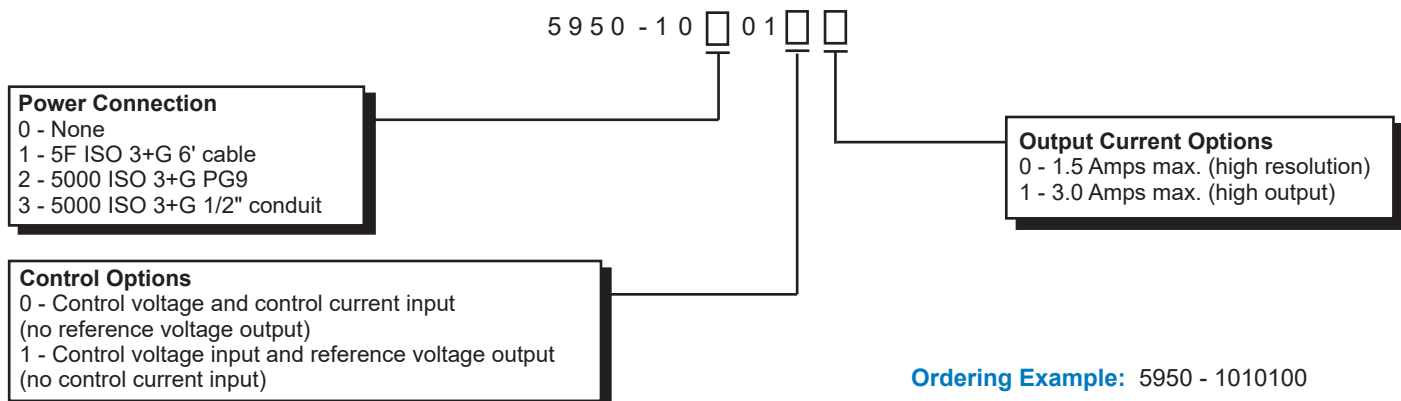 5950 - 10 01
Power Connection
0 - None
1 - 5F ISO 3+G 6' cable
2 - 5000 ISO 3+G PG9
3 - 5000 ISO 3+G 1/2" conduit
Output Current Options
0 - 1.5 Amps max. (high resolution)
1 - 3.0 Amps max. (high output)
Control Options
0 - Control voltage and control current input
(no reference voltage output)
1 - Control voltage input and reference voltage output
(no control current input)
Ordering Example: 5950 - 1010100